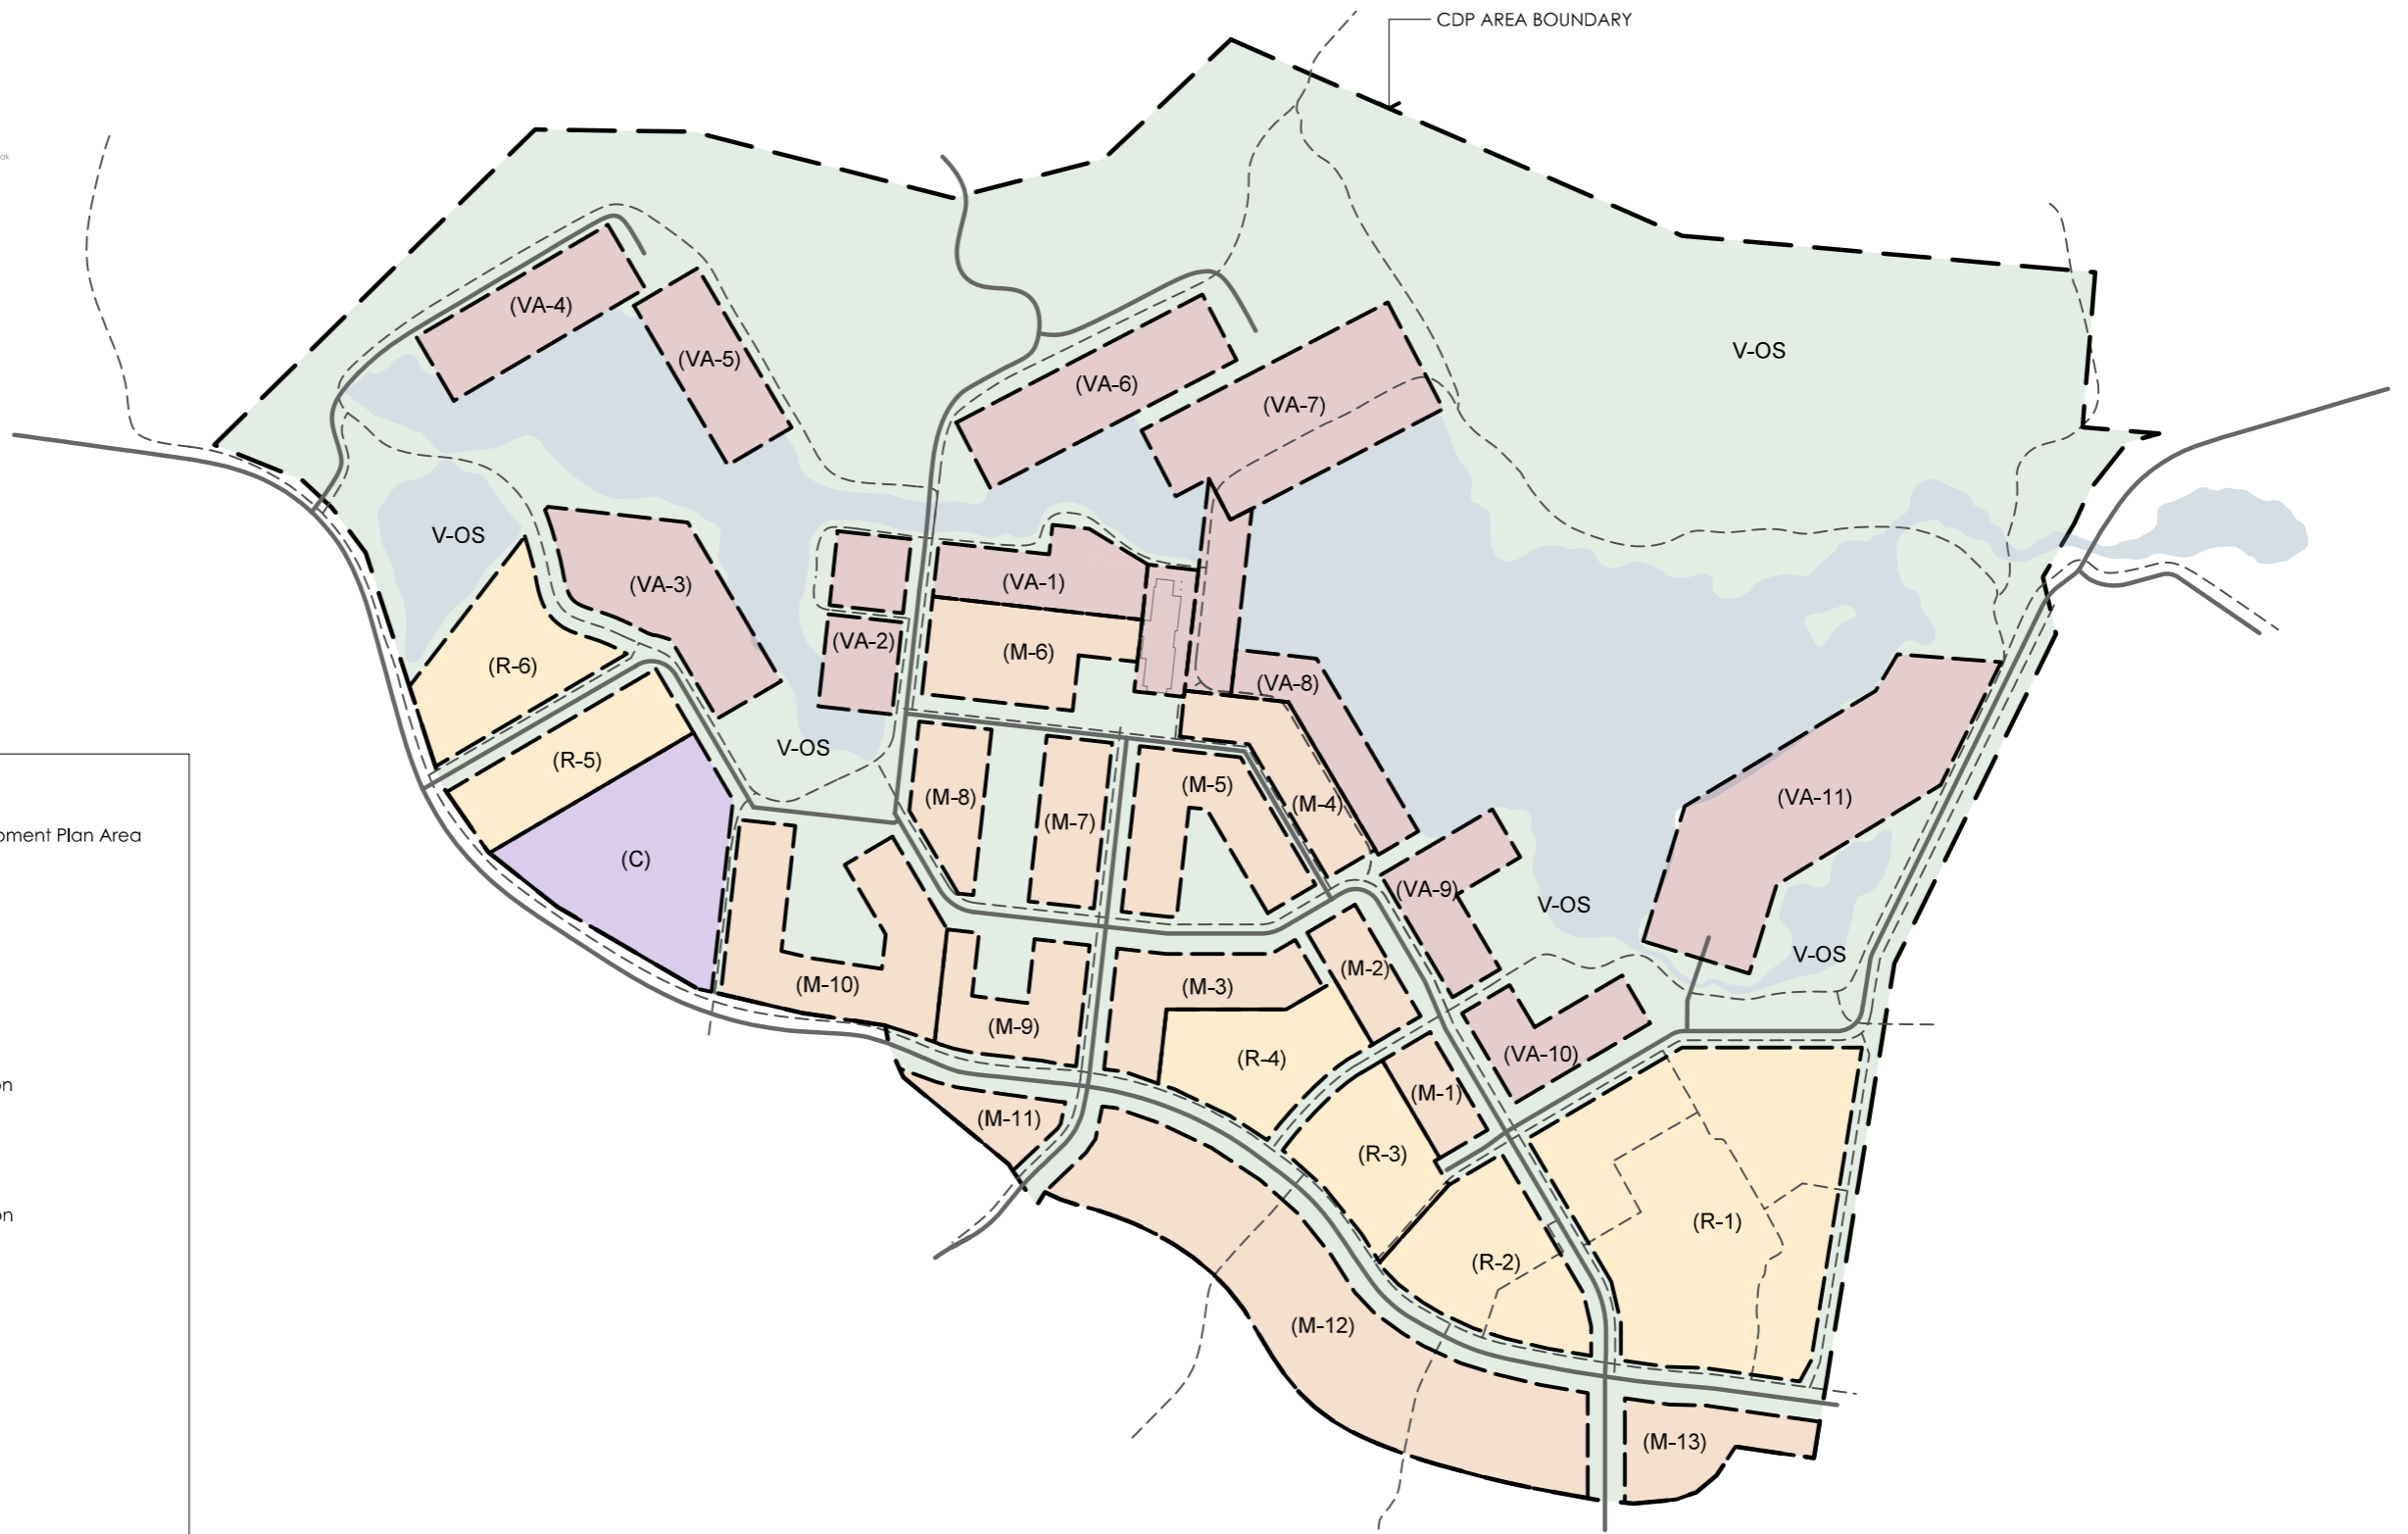 CDP AREA BOUNDARY
(VA-4)
(VA-5)
V-OS
(VA-6)
(VA-7)
V-OS
(VA-3)
(VA-1)
(VA-2)
(M-6)
(R-6)
(VA-8)
V-OS
(R-5)
(M-5)
(M-8)
(M-4)
(VA-11)
(M-7)
opment Plan Area
(C)
(VA-9)
V-OS
V-OS
(M-2)
(M-10)
(M-3)
(M-9)
(VA-10)
(R-4)
on
(M-1)
(M-11)
(R-3)
on
(R-1)
(R-2)
(M-12)
(M-13)